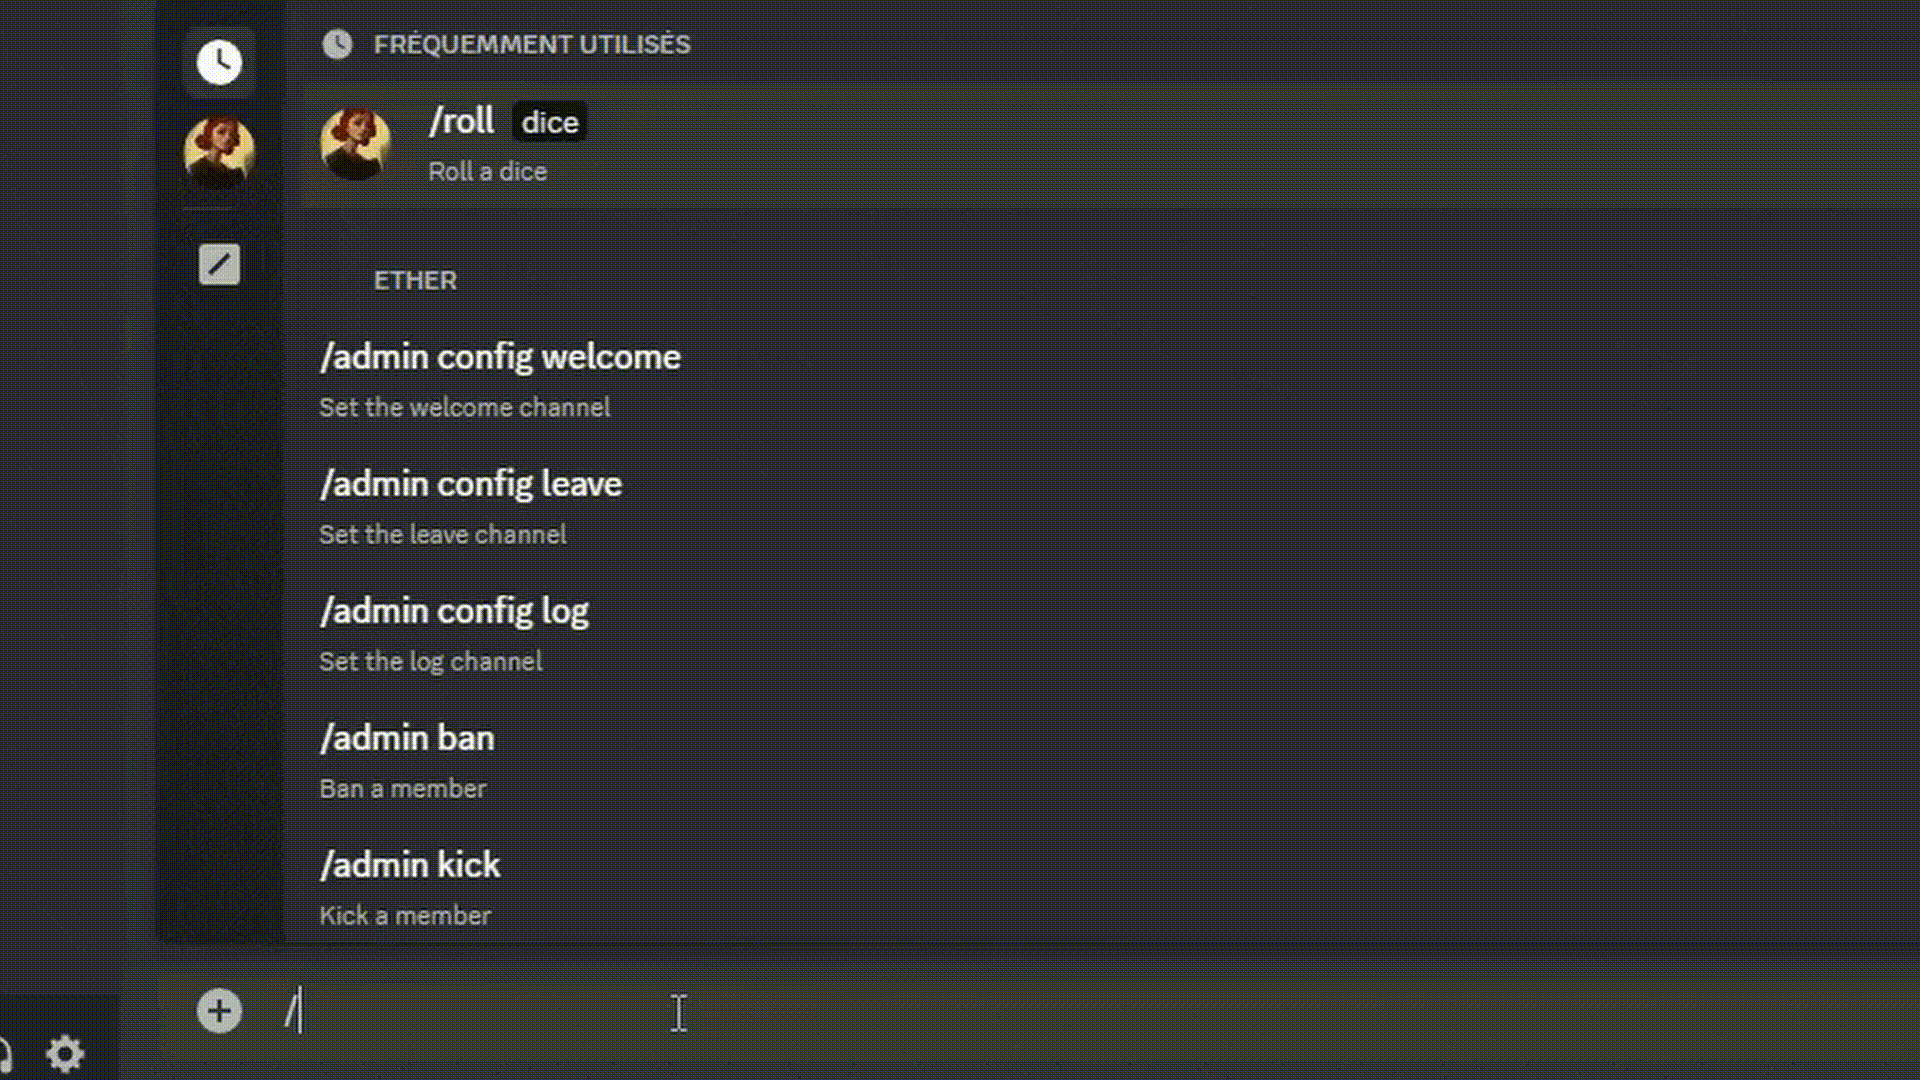 FRÉQUEMMENT UTILISÉS
/roll dice
Roll a dice
ETHER
/admin config welcome
Set the welcome channel
/admin config leave
Set the leave channel
/admin config log
Set the log channel
/admin ban
Ban a member
/admin kick
Kick a member
/